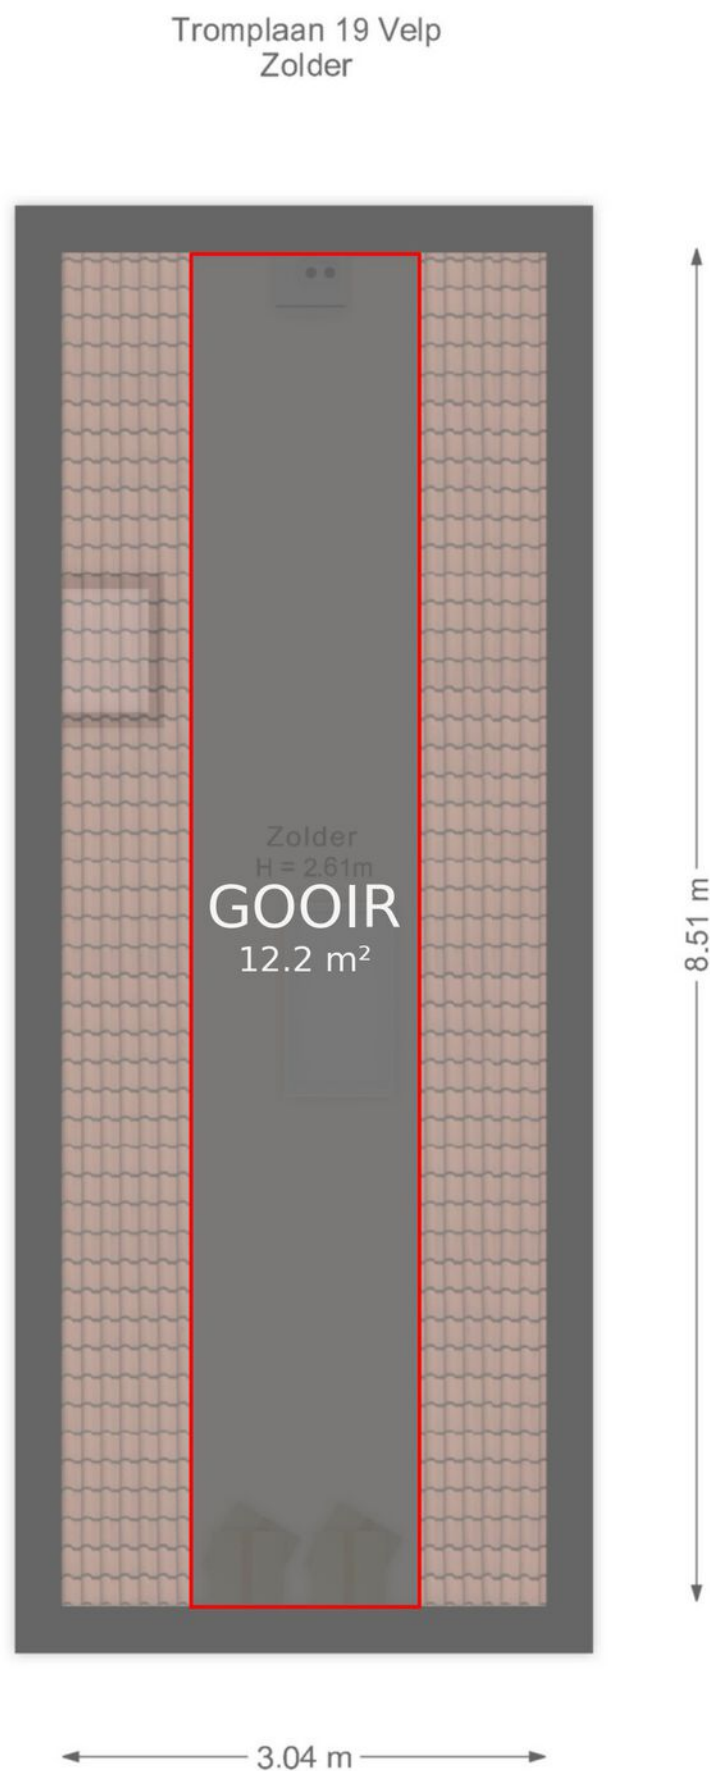 Tromplaan 19 Velp
Zolder
Zolder
H = 2.61m
GOOIR
12.2 m²
8.51 m
3.04 m